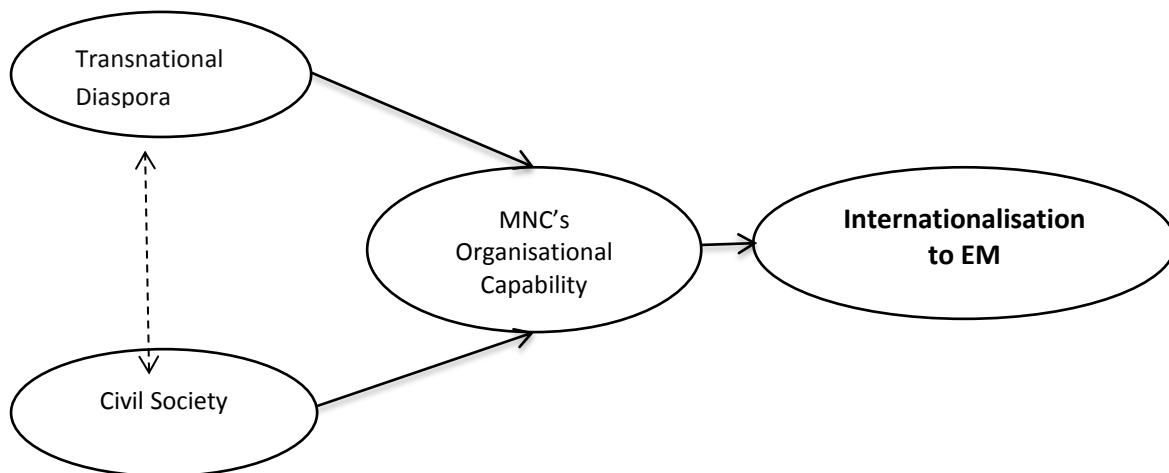 Transnational
Diaspora
MNC’s
Organisational
Capability
Internationalisation
to EM
Civil Society